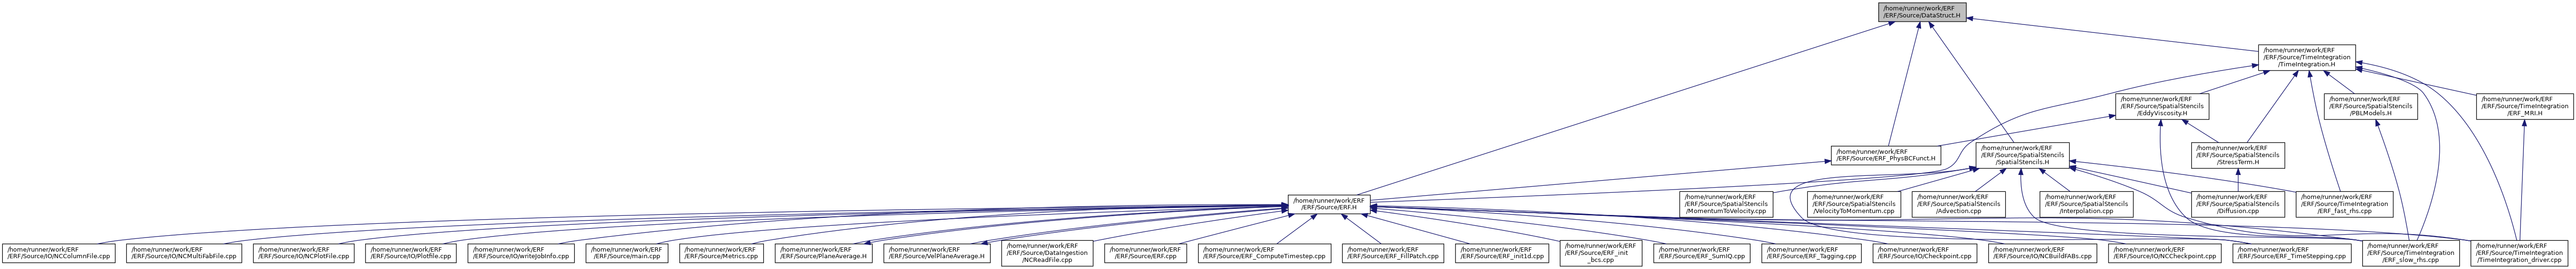 /home/runner/work/ERF
/ERF/Source/DataStruct.H
/home/runner/work/ERF
/ERF/Source/TimeIntegration
/TimeIntegration.H
/home/runner/work/ERF
/ERF/Source/SpatialStencils
/EddyViscosity.H
/home/runner/work/ERF
/ERF/Source/SpatialStencils
/PBLModels.H
/home/runner/work/ERF
/ERF/Source/TimeIntegration
/ERF_MRI.H
/home/runner/work/ERF
/ERF/Source/ERF_PhysBCFunct.H
/home/runner/work/ERF
/ERF/Source/SpatialStencils
/SpatialStencils.H
/home/runner/work/ERF
/ERF/Source/SpatialStencils
/StressTerm.H
/home/runner/work/ERF
/ERF/Source/ERF.H
/home/runner/work/ERF
/ERF/Source/SpatialStencils
/MomentumToVelocity.cpp
/home/runner/work/ERF
/ERF/Source/SpatialStencils
/VelocityToMomentum.cpp
/home/runner/work/ERF
/ERF/Source/SpatialStencils
/Advection.cpp
/home/runner/work/ERF
/ERF/Source/SpatialStencils
/Interpolation.cpp
/home/runner/work/ERF
/ERF/Source/SpatialStencils
/Diffusion.cpp
/home/runner/work/ERF
/ERF/Source/TimeIntegration
/ERF_fast_rhs.cpp
/home/runner/work/ERF
/ERF/Source/IO/NCColumnFile.cpp
/home/runner/work/ERF
/ERF/Source/IO/NCMultiFabFile.cpp
/home/runner/work/ERF
/ERF/Source/IO/NCPlotFile.cpp
/home/runner/work/ERF
/ERF/Source/IO/Plotfile.cpp
/home/runner/work/ERF
/ERF/Source/IO/writeJobInfo.cpp
/home/runner/work/ERF
/ERF/Source/main.cpp
/home/runner/work/ERF
/ERF/Source/Metrics.cpp
/home/runner/work/ERF
/ERF/Source/PlaneAverage.H
/home/runner/work/ERF
/ERF/Source/VelPlaneAverage.H
/home/runner/work/ERF
/ERF/Source/DataIngestion
/NCReadFile.cpp
/home/runner/work/ERF
/ERF/Source/ERF.cpp
/home/runner/work/ERF
/ERF/Source/ERF_ComputeTimestep.cpp
/home/runner/work/ERF
/ERF/Source/ERF_FillPatch.cpp
/home/runner/work/ERF
/ERF/Source/ERF_init1d.cpp
/home/runner/work/ERF
/ERF/Source/ERF_init
_bcs.cpp
/home/runner/work/ERF
/ERF/Source/ERF_SumIQ.cpp
/home/runner/work/ERF
/ERF/Source/ERF_Tagging.cpp
/home/runner/work/ERF
/ERF/Source/IO/Checkpoint.cpp
/home/runner/work/ERF
/ERF/Source/IO/NCBuildFABs.cpp
/home/runner/work/ERF
/ERF/Source/IO/NCCheckpoint.cpp
/home/runner/work/ERF
/ERF/Source/ERF_TimeStepping.cpp
/home/runner/work/ERF
/ERF/Source/TimeIntegration
/ERF_slow_rhs.cpp
/home/runner/work/ERF
/ERF/Source/TimeIntegration
/TimeIntegration_driver.cpp